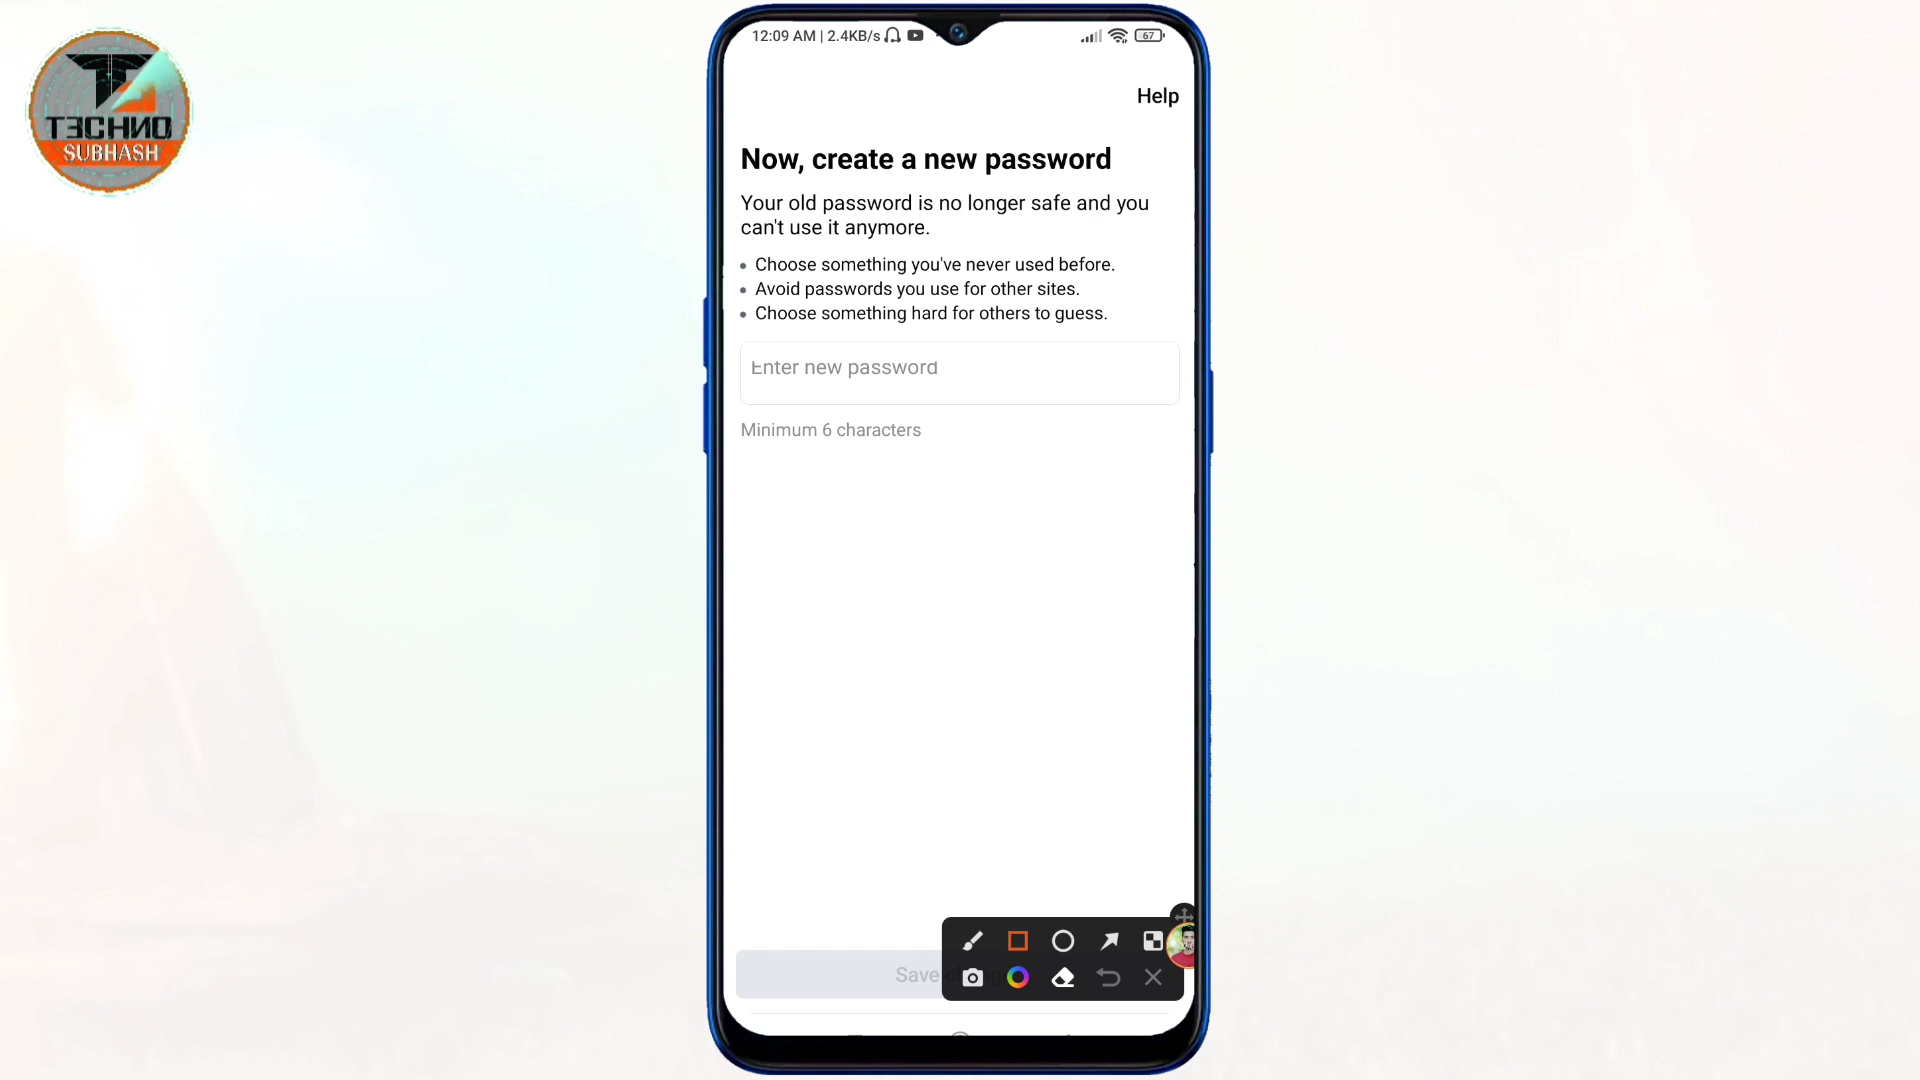 TECHNO
SUBHASH
12:09 AM | 2.4KB/s
67
Help
Now, create a new password
Your old password is no longer safe and you
can't use it anymore.
• Choose something you've never used before.
• Avoid passwords you use for other sites.
• Choose something hard for others to guess.
Enter new password
Minimum 6 characters
Save